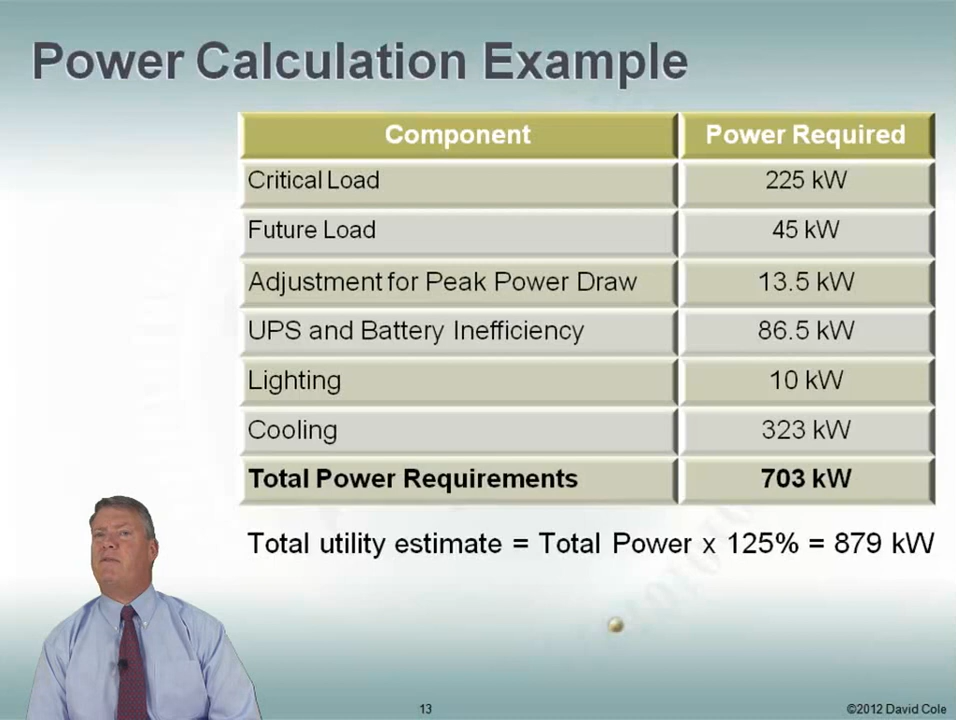 Power Calculation Example
Component Power Required
Critical Load 225 kW
Future Load 45 kW
Adjustment for Peak Power Draw 13.5 kW
UPS and Battery Inefficiency 86.5 kW
Lighting 10 kW
Cooling 323 kW
Total Power Requirements 703 kW
Total utility estimate = Total Power x 125% = 879 kW
13 ©2012 David Cole